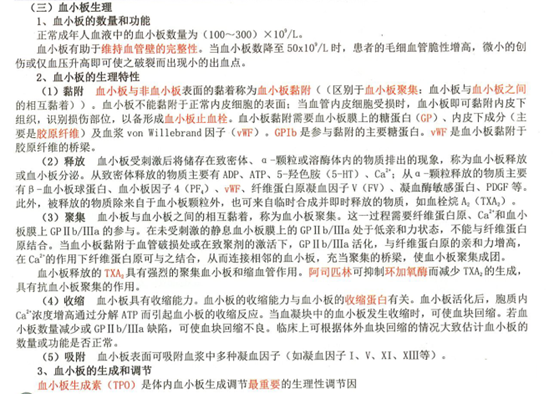 （三）血小板生理
1、血小板的数量和功能
正常成年人血液中的血小板数量为（100～300）×10⁹/L。
血小板有助于维持血管壁的完整性。当血小板数降至50x10⁹/L时，患者的毛细血管脆性增高，微小的创
伤或仅血压升高即可使之破裂而出现小的出血点。
2、血小板的生理特性
（1）黏附 血小板与非血小板表面的黏着称为血小板黏附（（区别于血小板聚集：血小板与血小板之间
的相互黏着））。血小板不能黏附于正常内皮细胞的表面；当血管内皮细胞受损时，血小板即可黏附内皮下
组织，识别损伤部位，以备形成血小板止血栓。血小板黏附需要血小板膜上的糖蛋白（GP）、内皮下成分（主
要是胶原纤维）及血浆 von Willebrand 因子（vWF）。GPIb 是参与黏附的主要糖蛋白。vWF 是血小板黏附于
胶原纤维的桥梁。
（2）释放 血小板受刺激后将储存在致密体、α-颗粒或溶酶体内的物质排出的现象，称为血小板释放
或血小板分泌。从致密体释放的物质主要有 ADP、ATP、5-羟色胺（5-HT）、Ca²⁺；从α-颗粒释放的物质主要
有β-血小板球蛋白、血小板因子 4（PF₄）、vWF、纤维蛋白原凝血因子 V（FV）、凝血酶敏感蛋白、PDGF 等。
此外，被释放的物质除来自于血小板颗粒外，也可来自临时合成并即时释放的物质，如血栓烷 A₂（TXA₂）。
（3）聚集 血小板与血小板之间的相互黏着，称为血小板聚集。这一过程需要纤维蛋白原、Ca²⁺和血小
板膜上 GPⅡb/Ⅲa 的参与。在未受刺激的静息血小板膜上的 GPⅡb/Ⅲa 处于低亲和力状态，不能与纤维蛋白
原结合。当血小板黏附于血管破损处或在致聚剂的激活下，GPⅡb/Ⅲa 活化，与纤维蛋白原的亲和力增高，
在 Ca²⁺的作用下纤维蛋白原可与之结合，从而连接相邻的血小板，充当聚集的桥梁，使血小板聚集成团。
血小板释放的 TXA₂ 具有强烈的聚集血小板和缩血管作用。阿司匹林可抑制环加氧酶而减少 TXA₂ 的生成，
具有抗血小板聚集的作用。
（4）收缩 血小板具有收缩能力。血小板的收缩能力与血小板的收缩蛋白有关。血小板活化后，胞质内
Ca²⁺浓度增高通过分解 ATP 而引起血小板的收缩反应。当血凝块中的血小板发生收缩时，可使血块回缩。若血
小板数量减少或 GPⅡb/Ⅲa 缺陷，可使血块回缩不良。临床上可根据体外血块回缩的情况大致估计血小板的
数量或功能是否正常。
（5）吸附 血小板表面可吸附血浆中多种凝血因子（如凝血因子 I、V、XI、XⅢ等）。
3、血小板的生成和调节
血小板生成素（TPO）是体内血小板生成调节最重要的生理性调节因